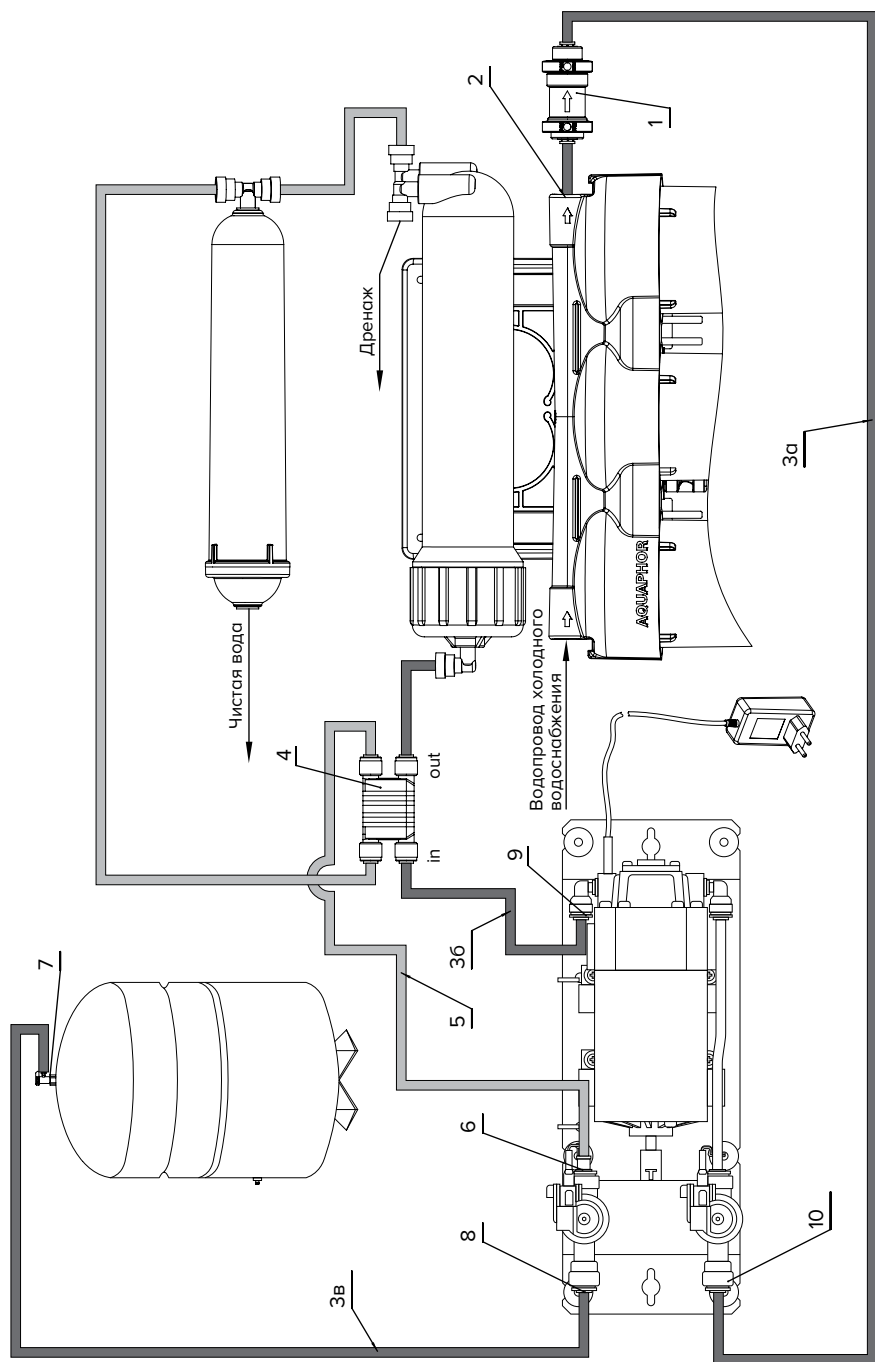 2
1
Дренаж
3а
Чистая вода
AQUAPHOR
Водопровод холодного
водоснабжения
4
out
in
9
3б
7
5
6
8
10
3в